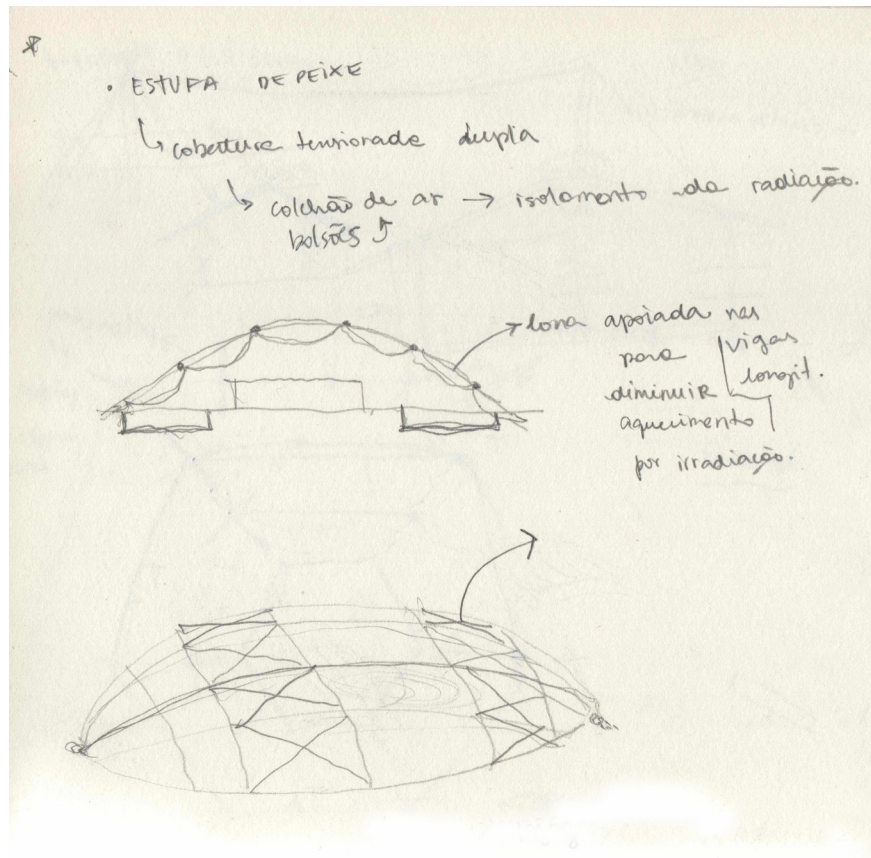 • ESTUFA DE PEIXE
↳ cobertura tensionada dupla
↳ colchão de ar → isolamento da radiação.
bolsões
lona apoiada nas
para vigas
diminuir longit.
aquecimento
por irradiação.